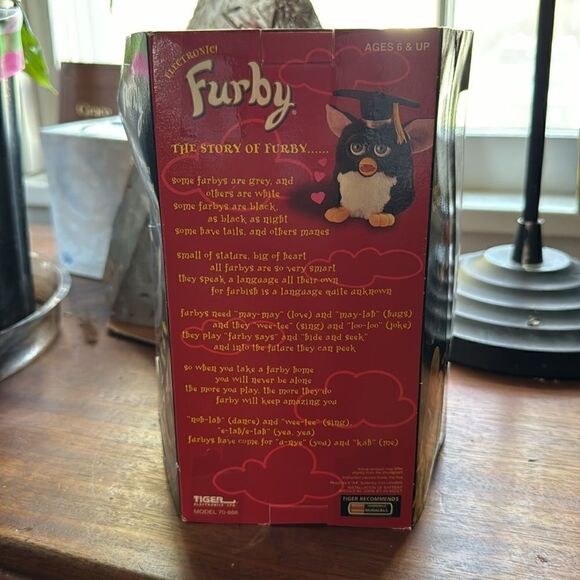 ELECTRONIC!
AGES 6 & UP
Furby
THE STORY OF FURBY......
some furbys are grey, and
others are white
some furbys are black,
as black as night
some have tails, and others manes
small of stature, big of heart
all furbys are so very smart
they speak a language all their own
for furbish is a language quite unknown
furbys need "may-may" (love) and "may-lah" (hugs)
and they "wee-tee" (sing) and "loo-loo" (joke)
they play "furby says" and "hide and seek"
and into the future they can peek
so when you take a furby home
you will never be alone
the more you play, the more they do
furby will keep amazing you
"noh-lah" (dance) and "wee-tee" (sing)
"e-tah/e-tah" (yea, yea)
furbys have come for "a-nye" (you) and "kah" (me)
TIGER
ELECTRONICS LTD.
MODEL 70-886
TIGER RECOMMENDS
DURACELL